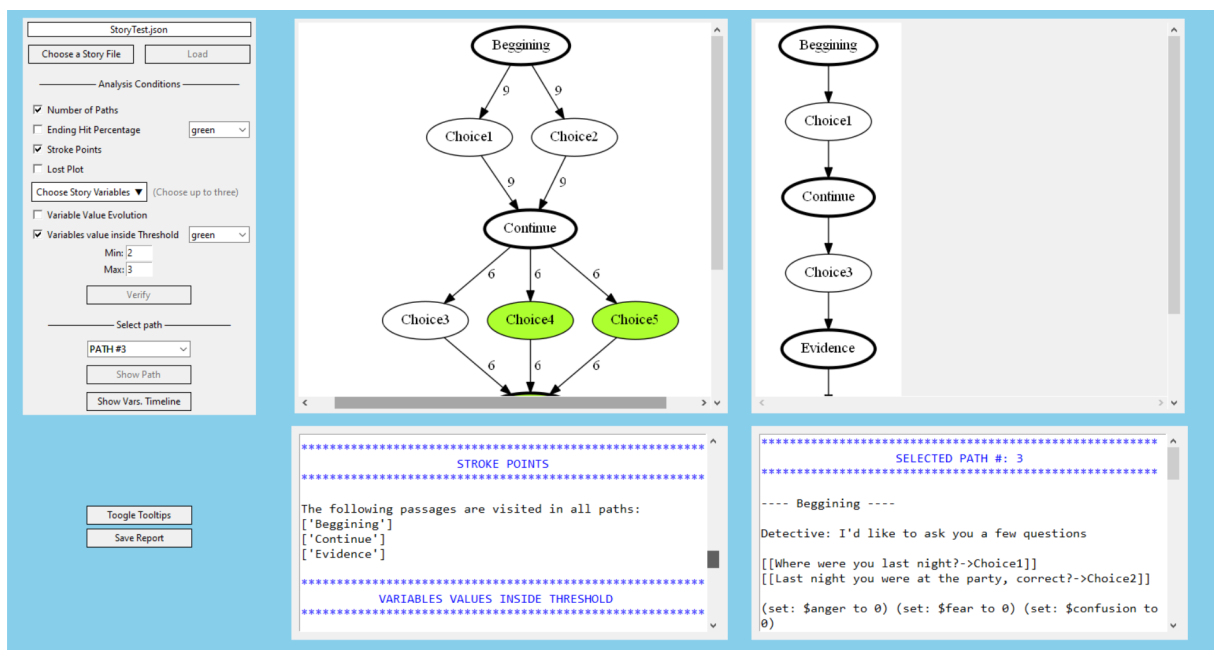 StoryTest.json
Choose a Story File
Load
Analysis Conditions
Number of Paths
Ending Hit Percentage
green
Stroke Points
Lost Plot
Choose Story Variables ▼
(Choose up to three)
Variable Value Evolution
Variables value inside Threshold
green
Min: 2
Max: 3
Verify
Select path
PATH #3
Show Path
Show Vars. Timeline
Toogle Tooltips
Save Report
Beggining
9
9
Choice1
Choice2
9
9
Continue
6
6
6
Choice3
Choice4
Choice5
6
6
6
Beggining
Choice1
Continue
Choice3
Evidence
*********************************************************
STROKE POINTS
*********************************************************
The following passages are visited in all paths:
['Beggining']
['Continue']
['Evidence']
*********************************************************
VARIABLES VALUES INSIDE THRESHOLD
*********************************************************
********************************************************
SELECTED PATH #: 3
********************************************************
---- Beggining ----
Detective: I'd like to ask you a few questions
[[Where were you last night?->Choice1]]
[[Last night you were at the party, correct?->Choice2]]
(set: $anger to 0) (set: $fear to 0) (set: $confusion to
0)